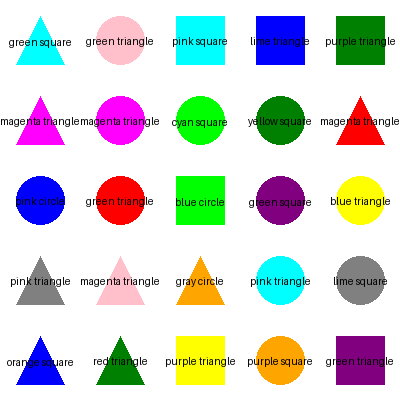 green square green triangle pink square lime triangle purple triangle
magenta triangle magenta triangle cyan square yellow square magenta triangle
pink circle green triangle blue circle green square blue triangle
pink triangle magenta triangle gray circle pink triangle lime square
orange square red triangle purple triangle purple square green triangle